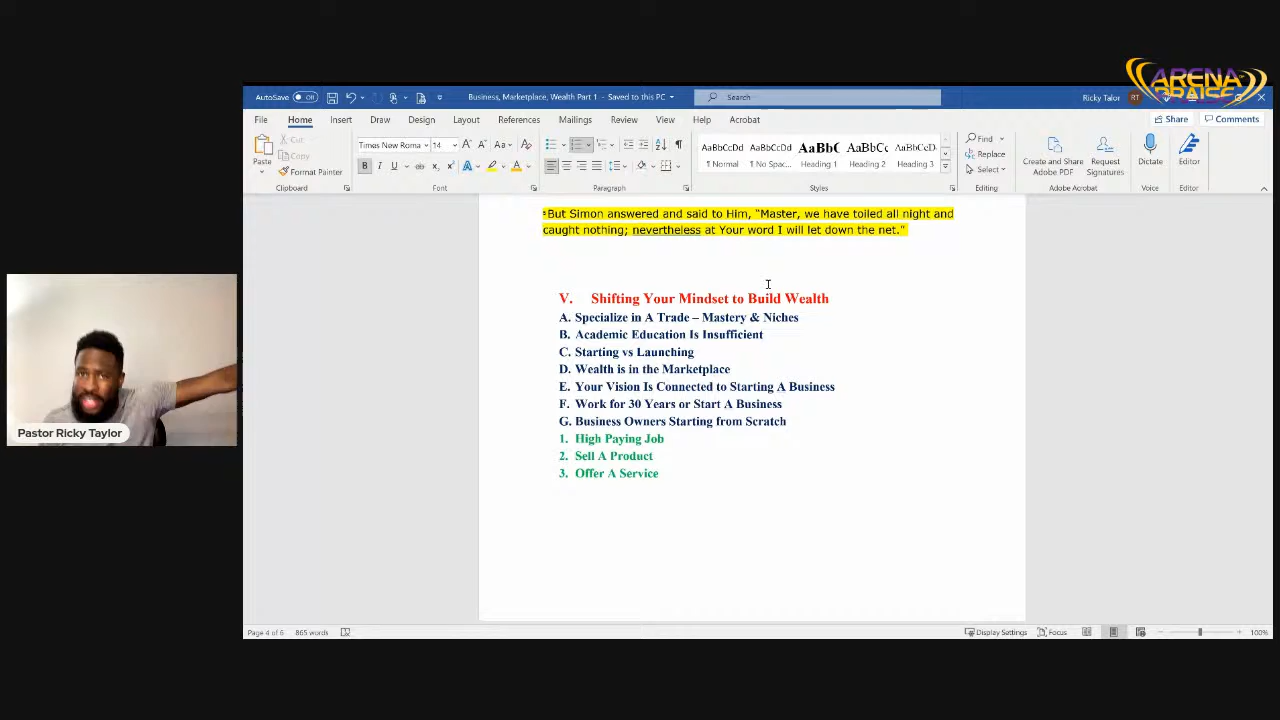 ARENA
PRAISE
AutoSave Off
Business, Marketplace, Wealth Part 1 - Saved to this PC
Search
Ricky Talor RT
File Home Insert Draw Design Layout References Mailings Review View Help Acrobat
Share Comments
Paste
Cut
Copy
Format Painter
Clipboard
Times New Roma 14
Font
Paragraph
AaBbCcDd AaBbCcDd AaBbC AaBbCc AaBbCcD
¶ Normal ¶ No Spac... Heading 1 Heading 2 Heading 3
Styles
Find
Replace
Select
Editing
Create and Share Adobe PDF
Request Signatures
Adobe Acrobat
Dictate
Voice
Editor
Editor
5 But Simon answered and said to Him, "Master, we have toiled all night and
caught nothing; nevertheless at Your word I will let down the net."
V. Shifting Your Mindset to Build Wealth
A. Specialize in A Trade – Mastery & Niches
B. Academic Education Is Insufficient
C. Starting vs Launching
D. Wealth is in the Marketplace
E. Your Vision Is Connected to Starting A Business
F. Work for 30 Years or Start A Business
G. Business Owners Starting from Scratch
1. High Paying Job
2. Sell A Product
3. Offer A Service
Pastor Ricky Taylor
Page 4 of 6 865 words
Display Settings Focus 100%